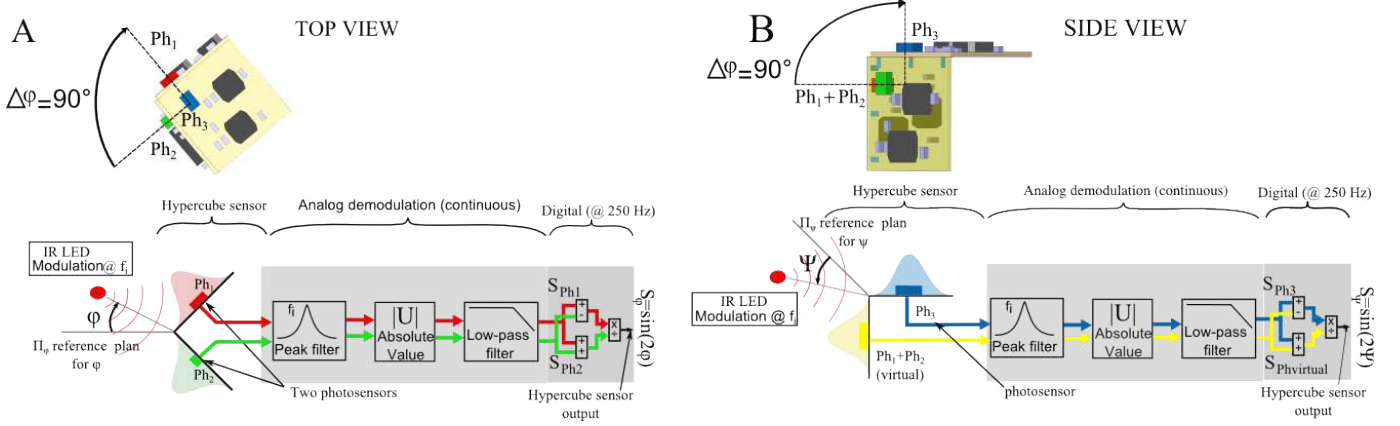 A
TOP VIEW
Ph1
Δφ=90°
Ph3
Ph2
Hypercube sensor
Analog demodulation (continuous)
Digital (@ 250 Hz)
IR LED
Modulation@ fi
Ph1
φ
Πφ reference plan
for φ
Ph2
fi
Peak filter
|U|
Absolute
Value
Low-pass
filter
SPh1
+
-
+
+
SPh2
X
÷
Sφ=sin(2φ)
Two photosensors
Hypercube sensor
output
B
SIDE VIEW
Ph3
Δφ=90°
Ph1+Ph2
Hypercube sensor
Analog demodulation (continuous)
Digital (@ 250 Hz)
Πφ reference plan
for ψ
Ψ
IR LED
Modulation @ fi
Ph3
Ph1+Ph2
(virtual)
fi
Peak filter
|U|
Absolute
Value
Low-pass
filter
SPh3
+
-
+
+
SPhvirtual
X
÷
Sψ=sin(2Ψ)
photosensor
Hypercube sensor
output